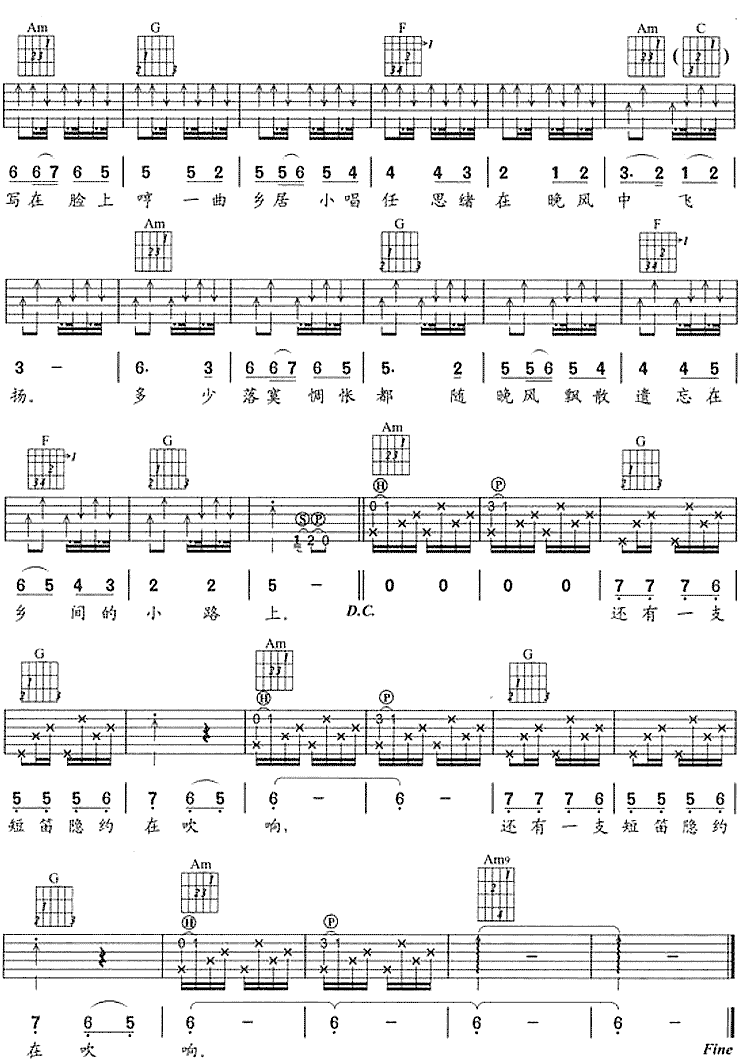 Am G F Am ( C )
6 6 7 6 5 | 5 5 2 | 5 5 6 5 4 | 4 4 3 | 2 1 2 | 3. 2 1 2
写在 脸上 哼 一曲 乡居 小唱 任 思绪 在 晚风 中 飞
Am G F
3 - | 6. 3 | 6 6 7 6 5 | 5. 2 | 5 5 6 5 4 | 4 4 5
扬。 多 少 落寞 惆怅 都 随 晚风 飘散 遗 忘在
F G Am G
H P
S P 0 1 3 1
1 2 0
6 5 4 3 | 2 2 | 5 - || 0 0 | 0 0 | 7 7 7 6
乡 间的 小 路 上。 D.C. 还有 一支
G Am G
H P
0 1 3 1
5 5 5 6 | 7 6 5 | 6 - | 6 - | 7 7 7 6 | 5 5 5 6
短笛 隐约 在 吹 响, 还有 一支 短笛 隐约
G Am Am9
H P
0 1 3 1
7 6 5 | 6 - | 6 - | 6 - | 6 -
在 吹 响。 Fine